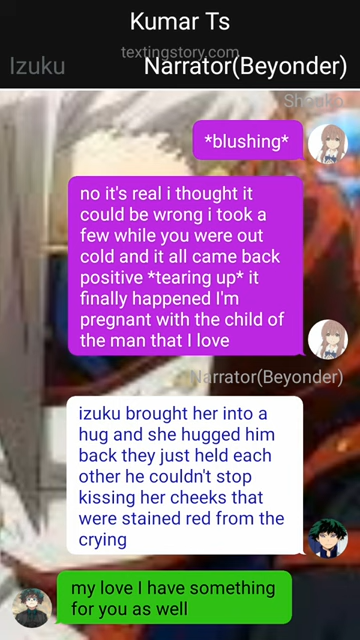 Kumar Ts
textingstory.com
Izuku
Narrator(Beyonder)
Shouko
*blushing*
no it's real i thought it
could be wrong i took a
few while you were out
cold and it all came back
positive *tearing up* it
finally happened I'm
pregnant with the child of
the man that I love
Narrator(Beyonder)
izuku brought her into a
hug and she hugged him
back they just held each
other he couldn't stop
kissing her cheeks that
were stained red from the
crying
my love I have something
for you as well